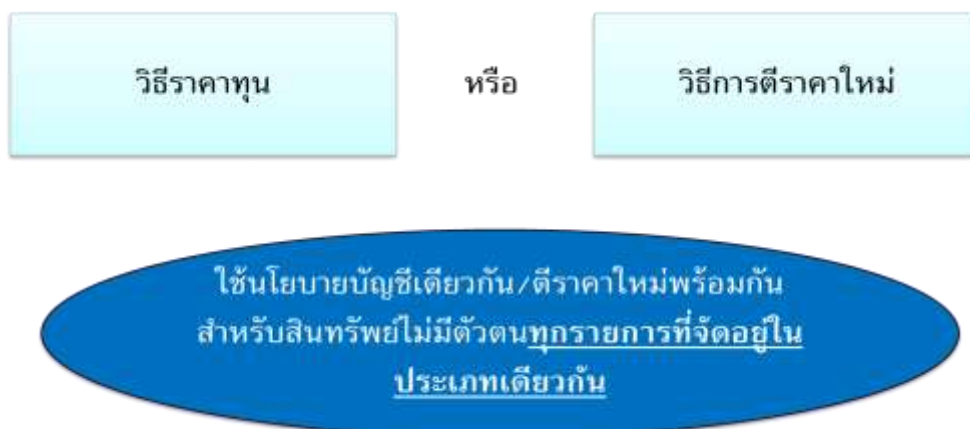 วิธีราคาทุน หรือ วิธีการตีราคาใหม่
ใช้นโยบายบัญชีเดียวกัน/ตีราคาใหม่พร้อมกัน
สำหรับสินทรัพย์ไม่มีตัวตนทุกรายการที่จัดอยู่ใน
ประเภทเดียวกัน